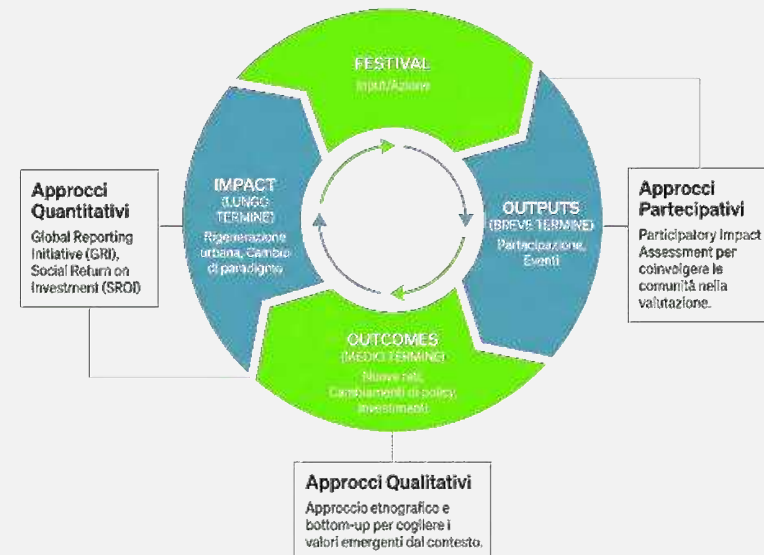 FESTIVAL
Input/Azione
IMPACT
(LUNGO
TERMINE)
Rigenerazione
urbana, Cambio
di paradigma
OUTPUTS
(BREVE TERMINE)
Partecipazione,
Eventi
OUTCOMES
(MEDIO TERMINE)
Nuove reti,
Cambiamenti di policy,
Investimenti
Approcci
Quantitativi
Global Reporting
Initiative (GRI),
Social Return on
Investment (SROI)
Approcci
Partecipativi
Participatory Impact
Assessment per
coinvolgere le
comunità nella
valutazione.
Approcci Qualitativi
Approccio etnografico e
bottom-up per cogliere i
valori emergenti dal contesto.